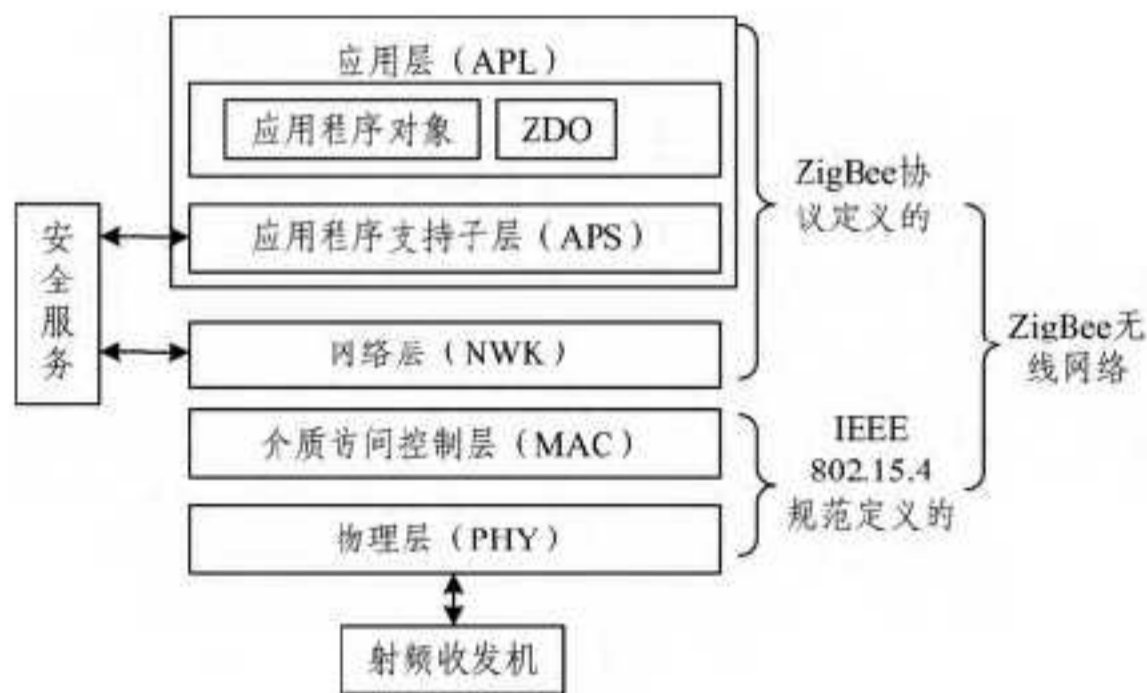 应用层（APL）
应用程序对象
ZDO
应用程序支持子层（APS）
安
全
服
务
网络层（NWK）
介质访问控制层（MAC）
物理层（PHY）
射频收发机
ZigBee协
议定义的
IEEE
802.15.4
规范定义的
ZigBee无
线网络